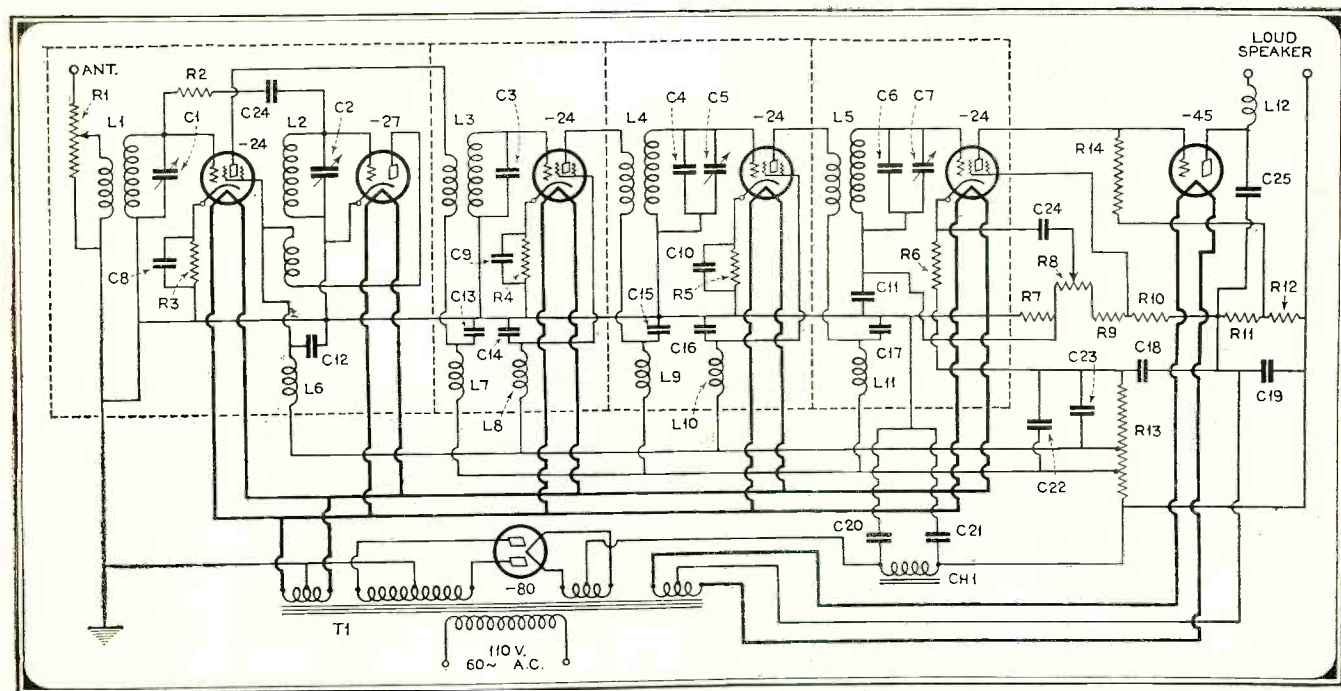 LOUD
SPEAKER
ANT.
R1
L1
R2
C24
C1
-24
L2
C2
-27
L3
C3
-24
L4
C4
C5
-24
L5
C6
C7
-24
R14
-45
L12
C25
C8
R3
C9
R4
C10
R5
R6
C24
R8
C11
C13
C14
C15
C16
C17
R7
R9
R10
R11
R12
C12
L6
L7
L8
L9
L10
L11
C23
C18
C19
R13
C22
C20
C21
CH1
-80
T1
110 V.
60~ A.C.